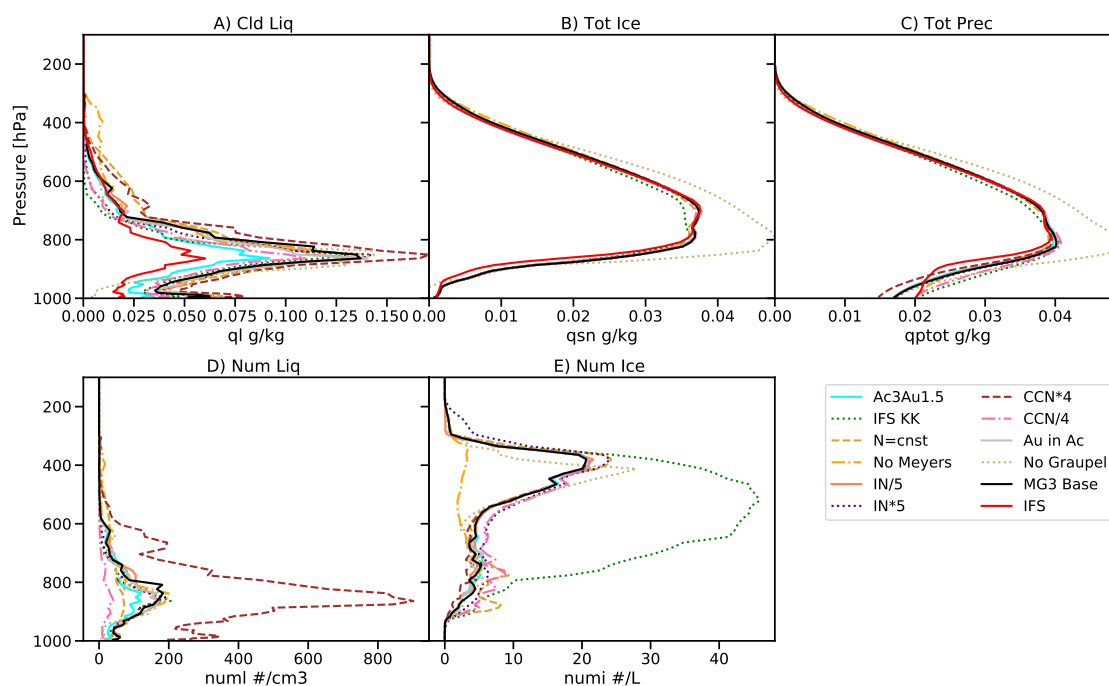 A) Cld Liq
B) Tot Ice
C) Tot Prec
Pressure [hPa]
200
400
600
800
1000
0.000 0.025 0.050 0.075 0.100 0.125 0.150 0.175
0.00 0.01 0.02 0.03 0.04
0.00 0.01 0.02 0.03 0.04
ql g/kg
qsn g/kg
qptot g/kg
D) Num Liq
E) Num Ice
200
400
600
800
1000
0 200 400 600 800
0 10 20 30 40
numl #/cm3
numi #/L
Ac3Au1.5
IFS KK
N=cnst
No Meyers
IN/5
IN*5
CCN*4
CCN/4
Au in Ac
No Graupel
MG3 Base
IFS